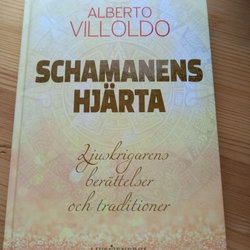 ALBERTO
VILLOLDO
SCHAMANENS
HJÄRTA
Ljuskrigarens
berättelser
och traditioner